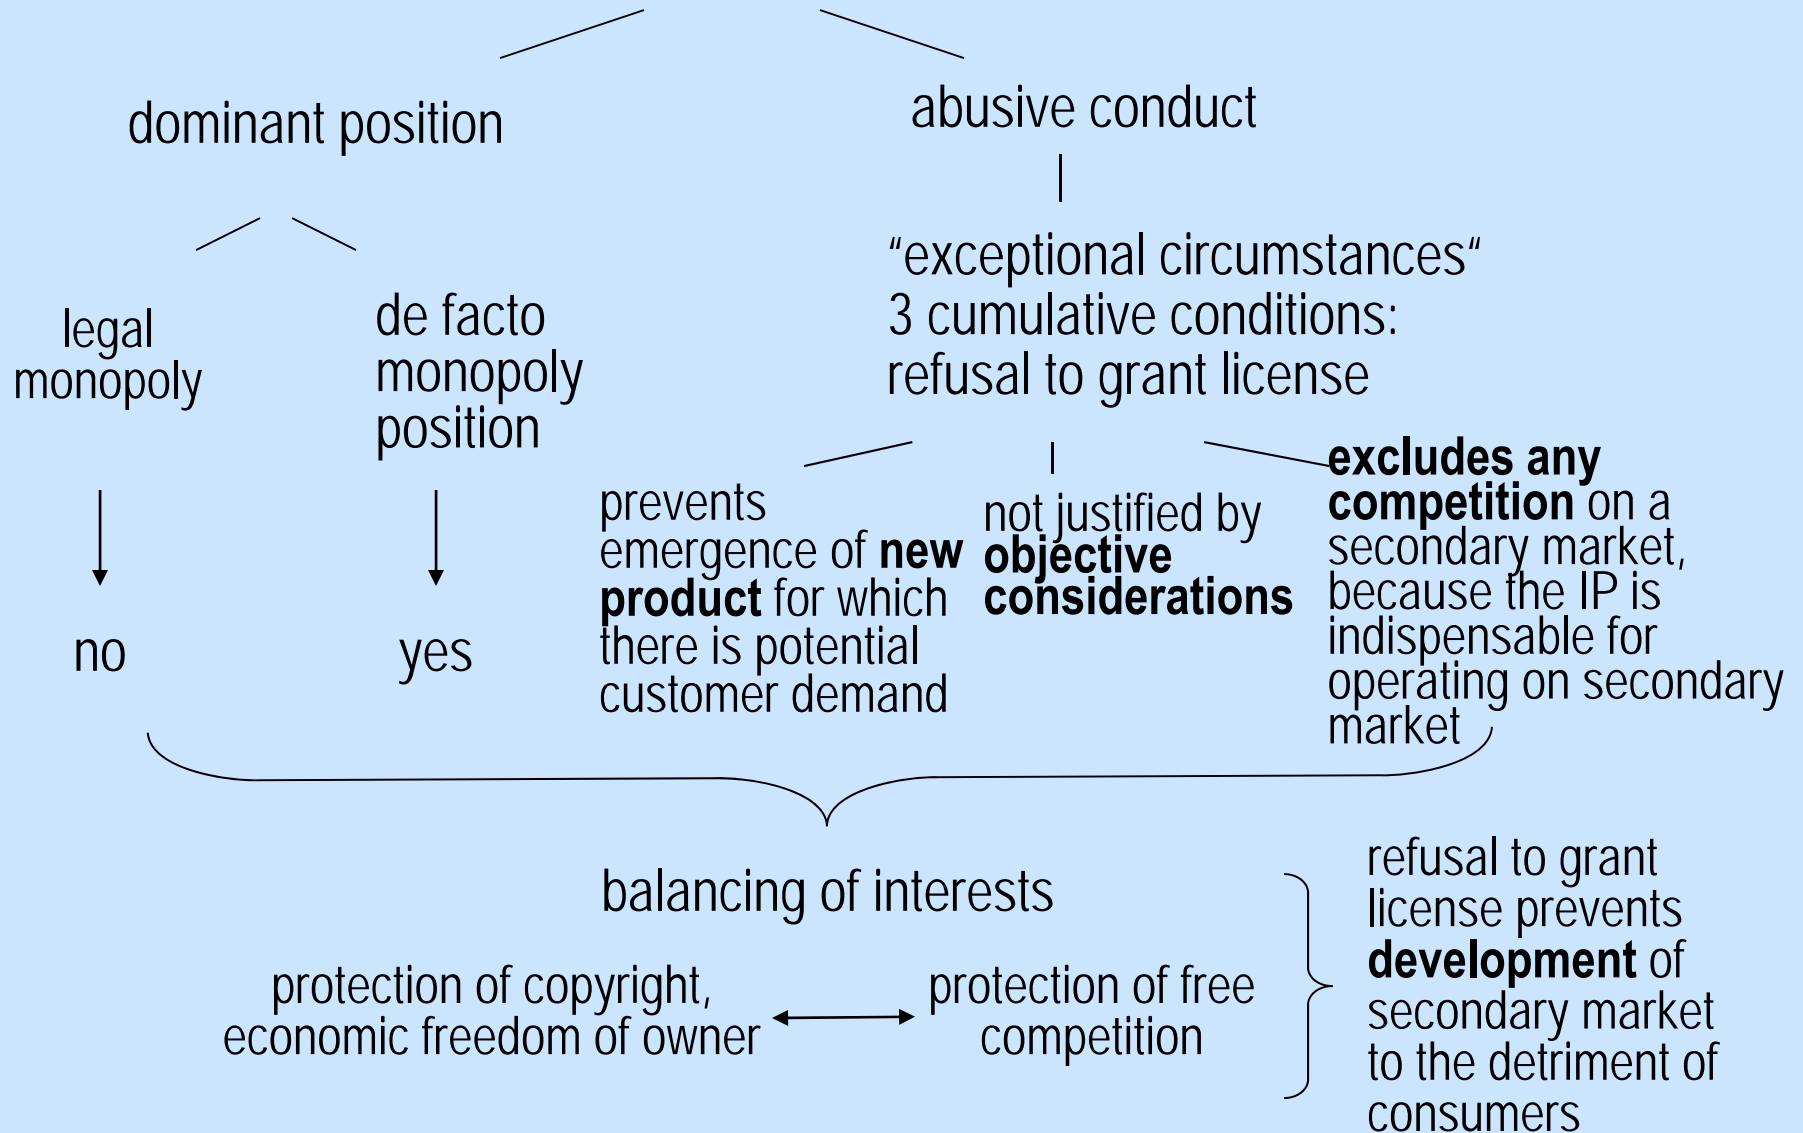 dominant position
abusive conduct
legal
monopoly
de facto
monopoly
position
"exceptional circumstances“
3 cumulative conditions:
refusal to grant license
no
yes
prevents
emergence of new
product for which
there is potential
customer demand
not justified by
objective
considerations
excludes any
competition on a
secondary market,
because the IP is
indispensable for
operating on secondary
market
balancing of interests
protection of copyright,
economic freedom of owner
protection of free
competition
refusal to grant
license prevents
development of
secondary market
to the detriment of
consumers